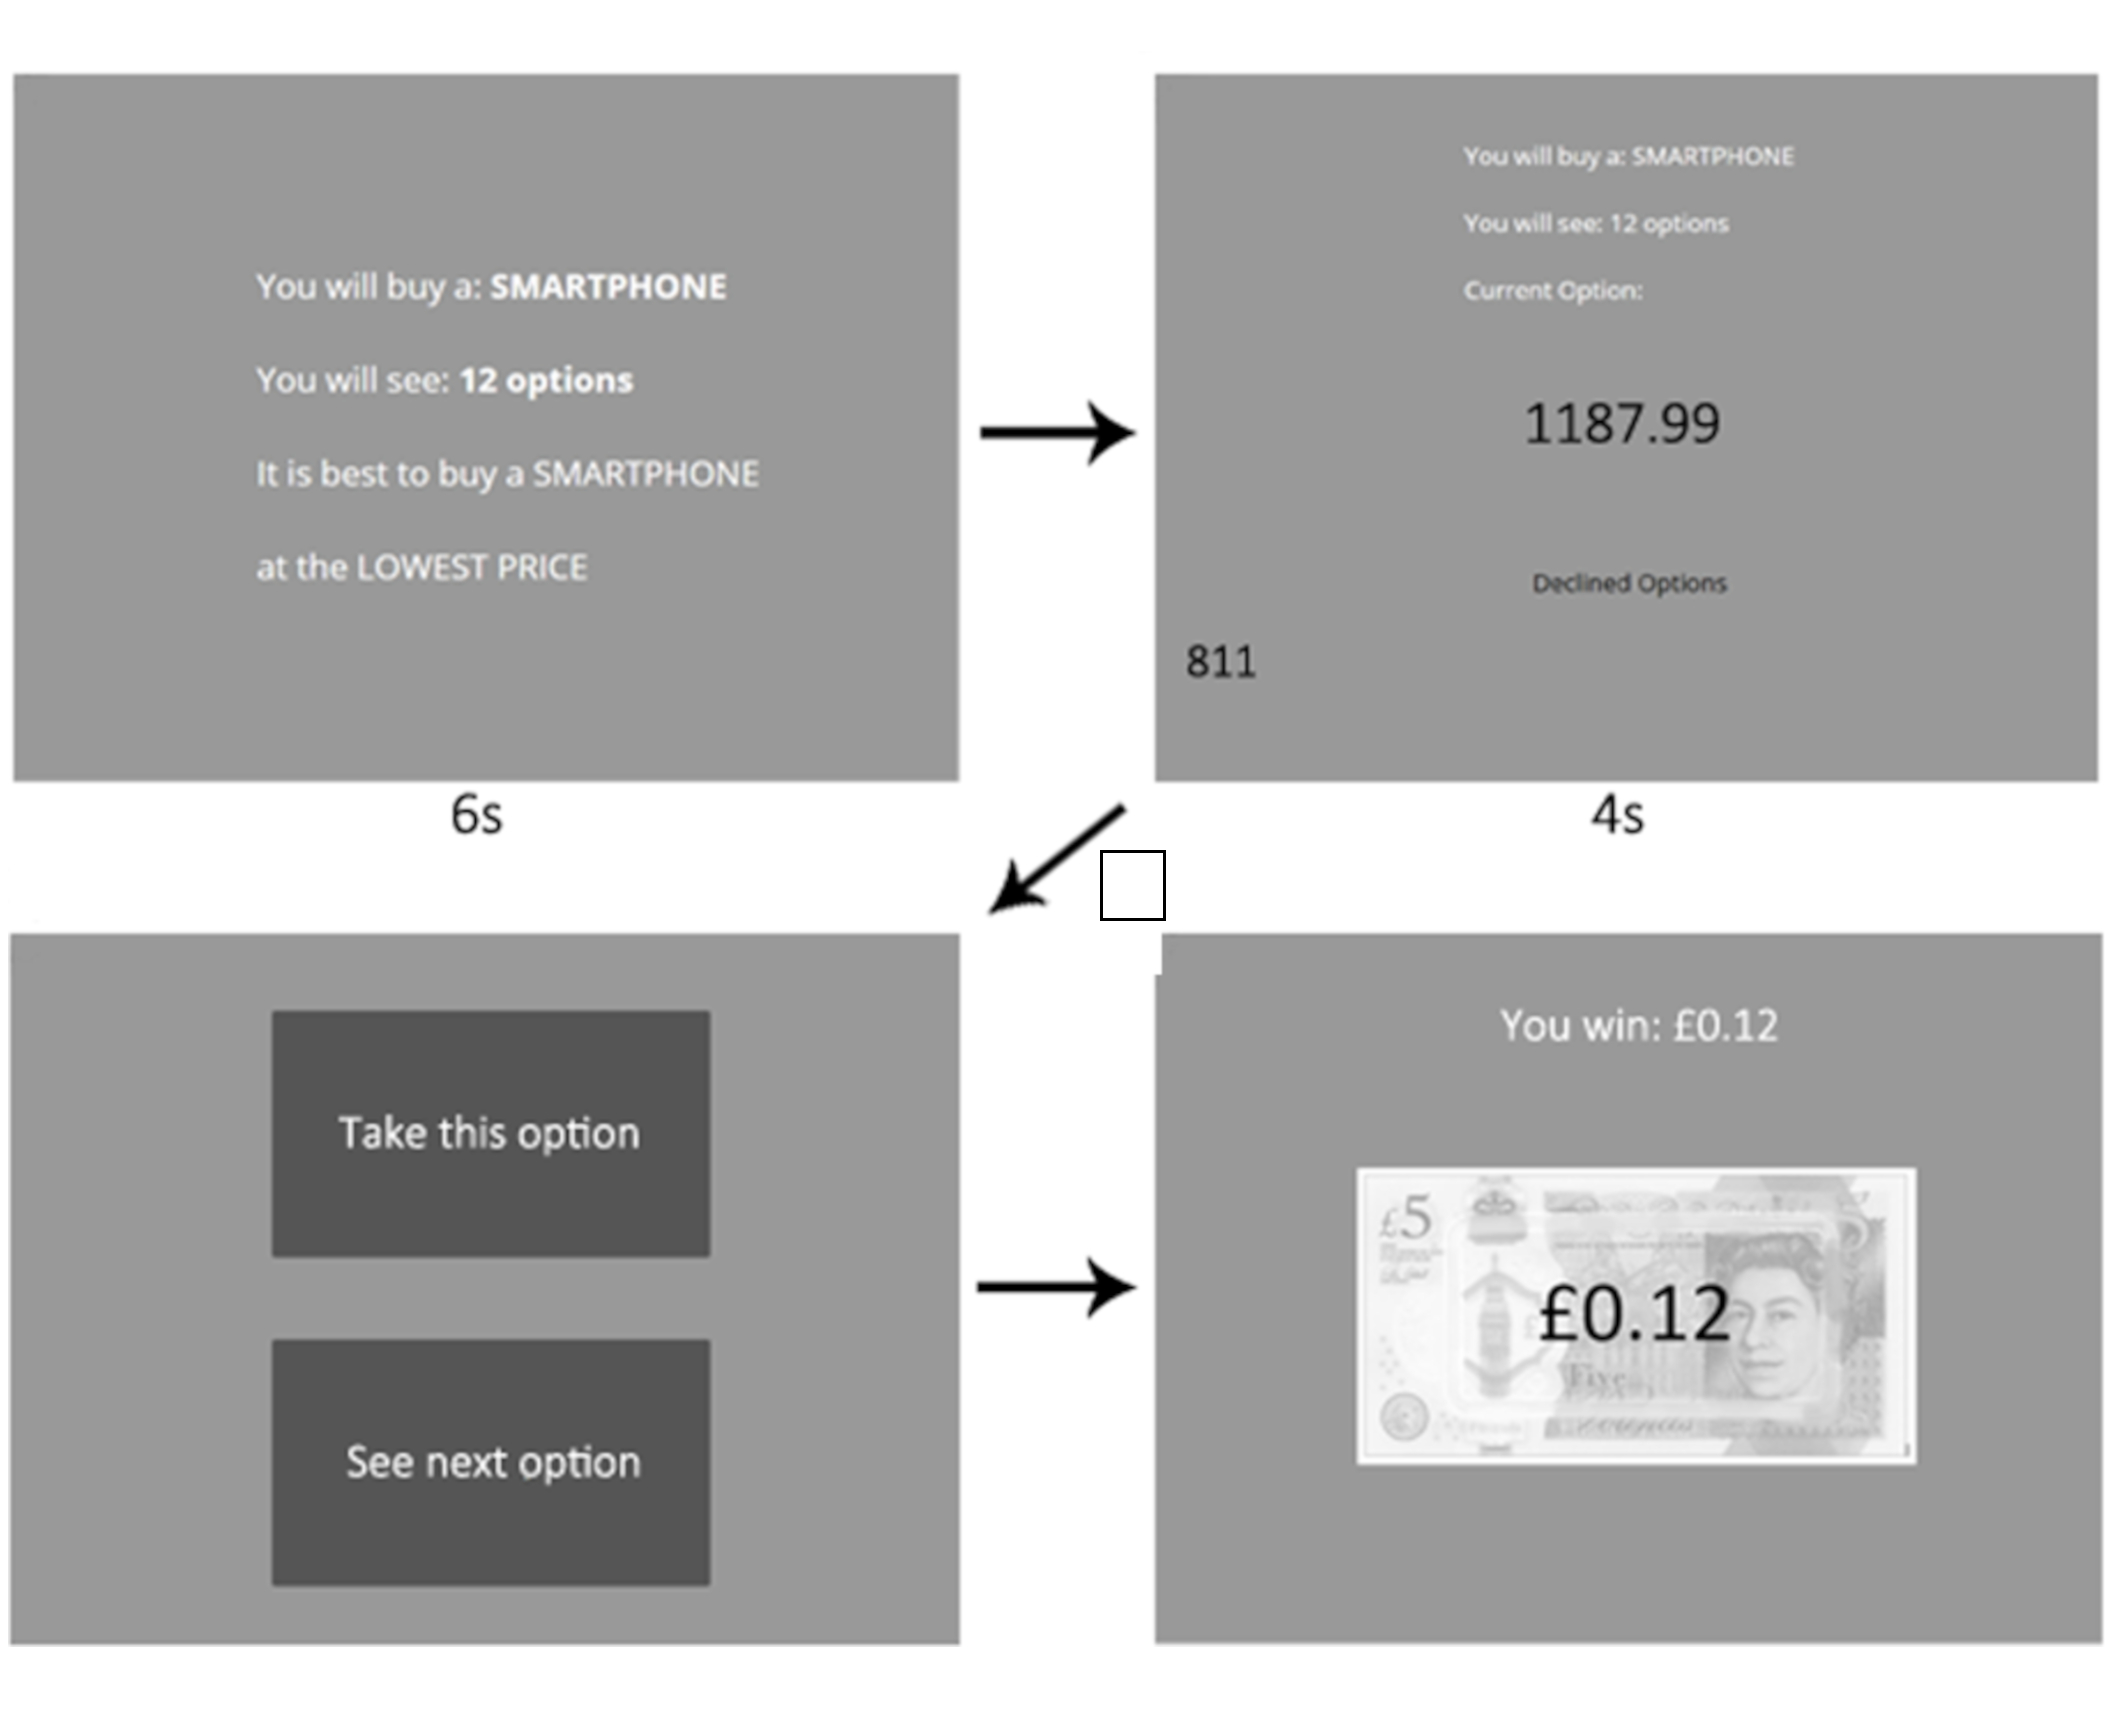 You will buy a: SMARTPHONE
You will see: 12 options
It is best to buy a SMARTPHONE
at the LOWEST PRICE
6s
You will buy a: SMARTPHONE
You will see: 12 options
Current Option:
1187.99
Declined Options
811
4s
Take this option
See next option
You win: £0.12
£5
£0.12
Five